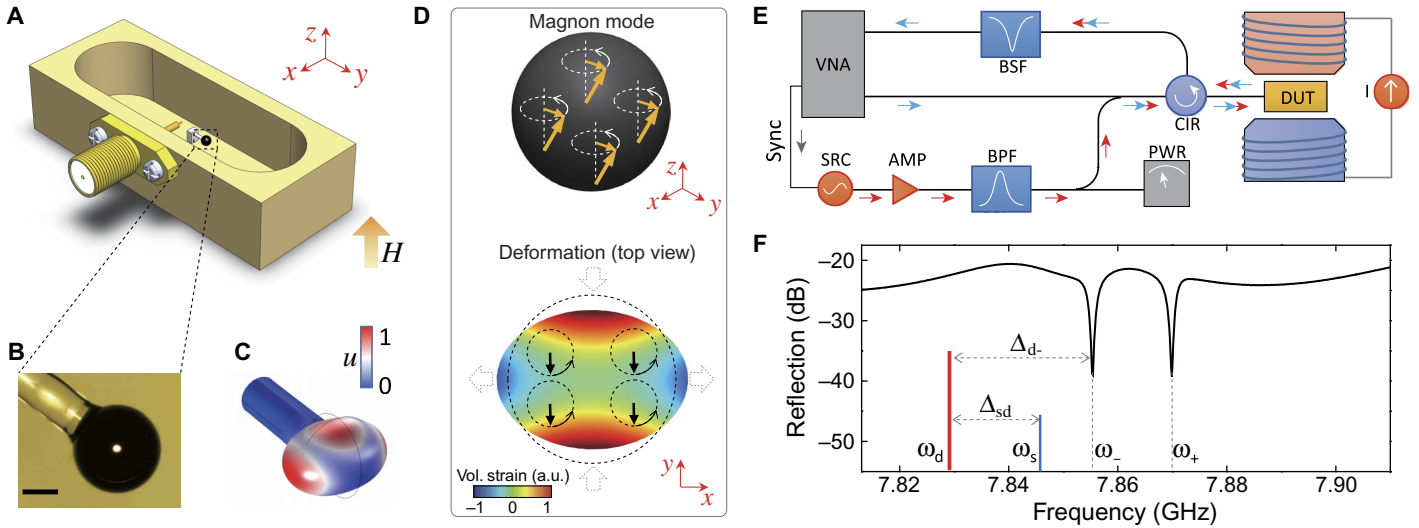 A
z
x
y
H
B
C
u
1
0
D
Magnon mode
z
x
y
Deformation (top view)
Vol. strain (a.u.)
–1
0
1
y
x
E
VNA
BSF
Sync
SRC
AMP
BPF
PWR
CIR
DUT
I
F
Reflection (dB)
–20
–30
–40
–50
Δd-
Δsd
ωd
ωs
ω–
ω+
7.82
7.84
7.86
7.88
7.90
Frequency (GHz)